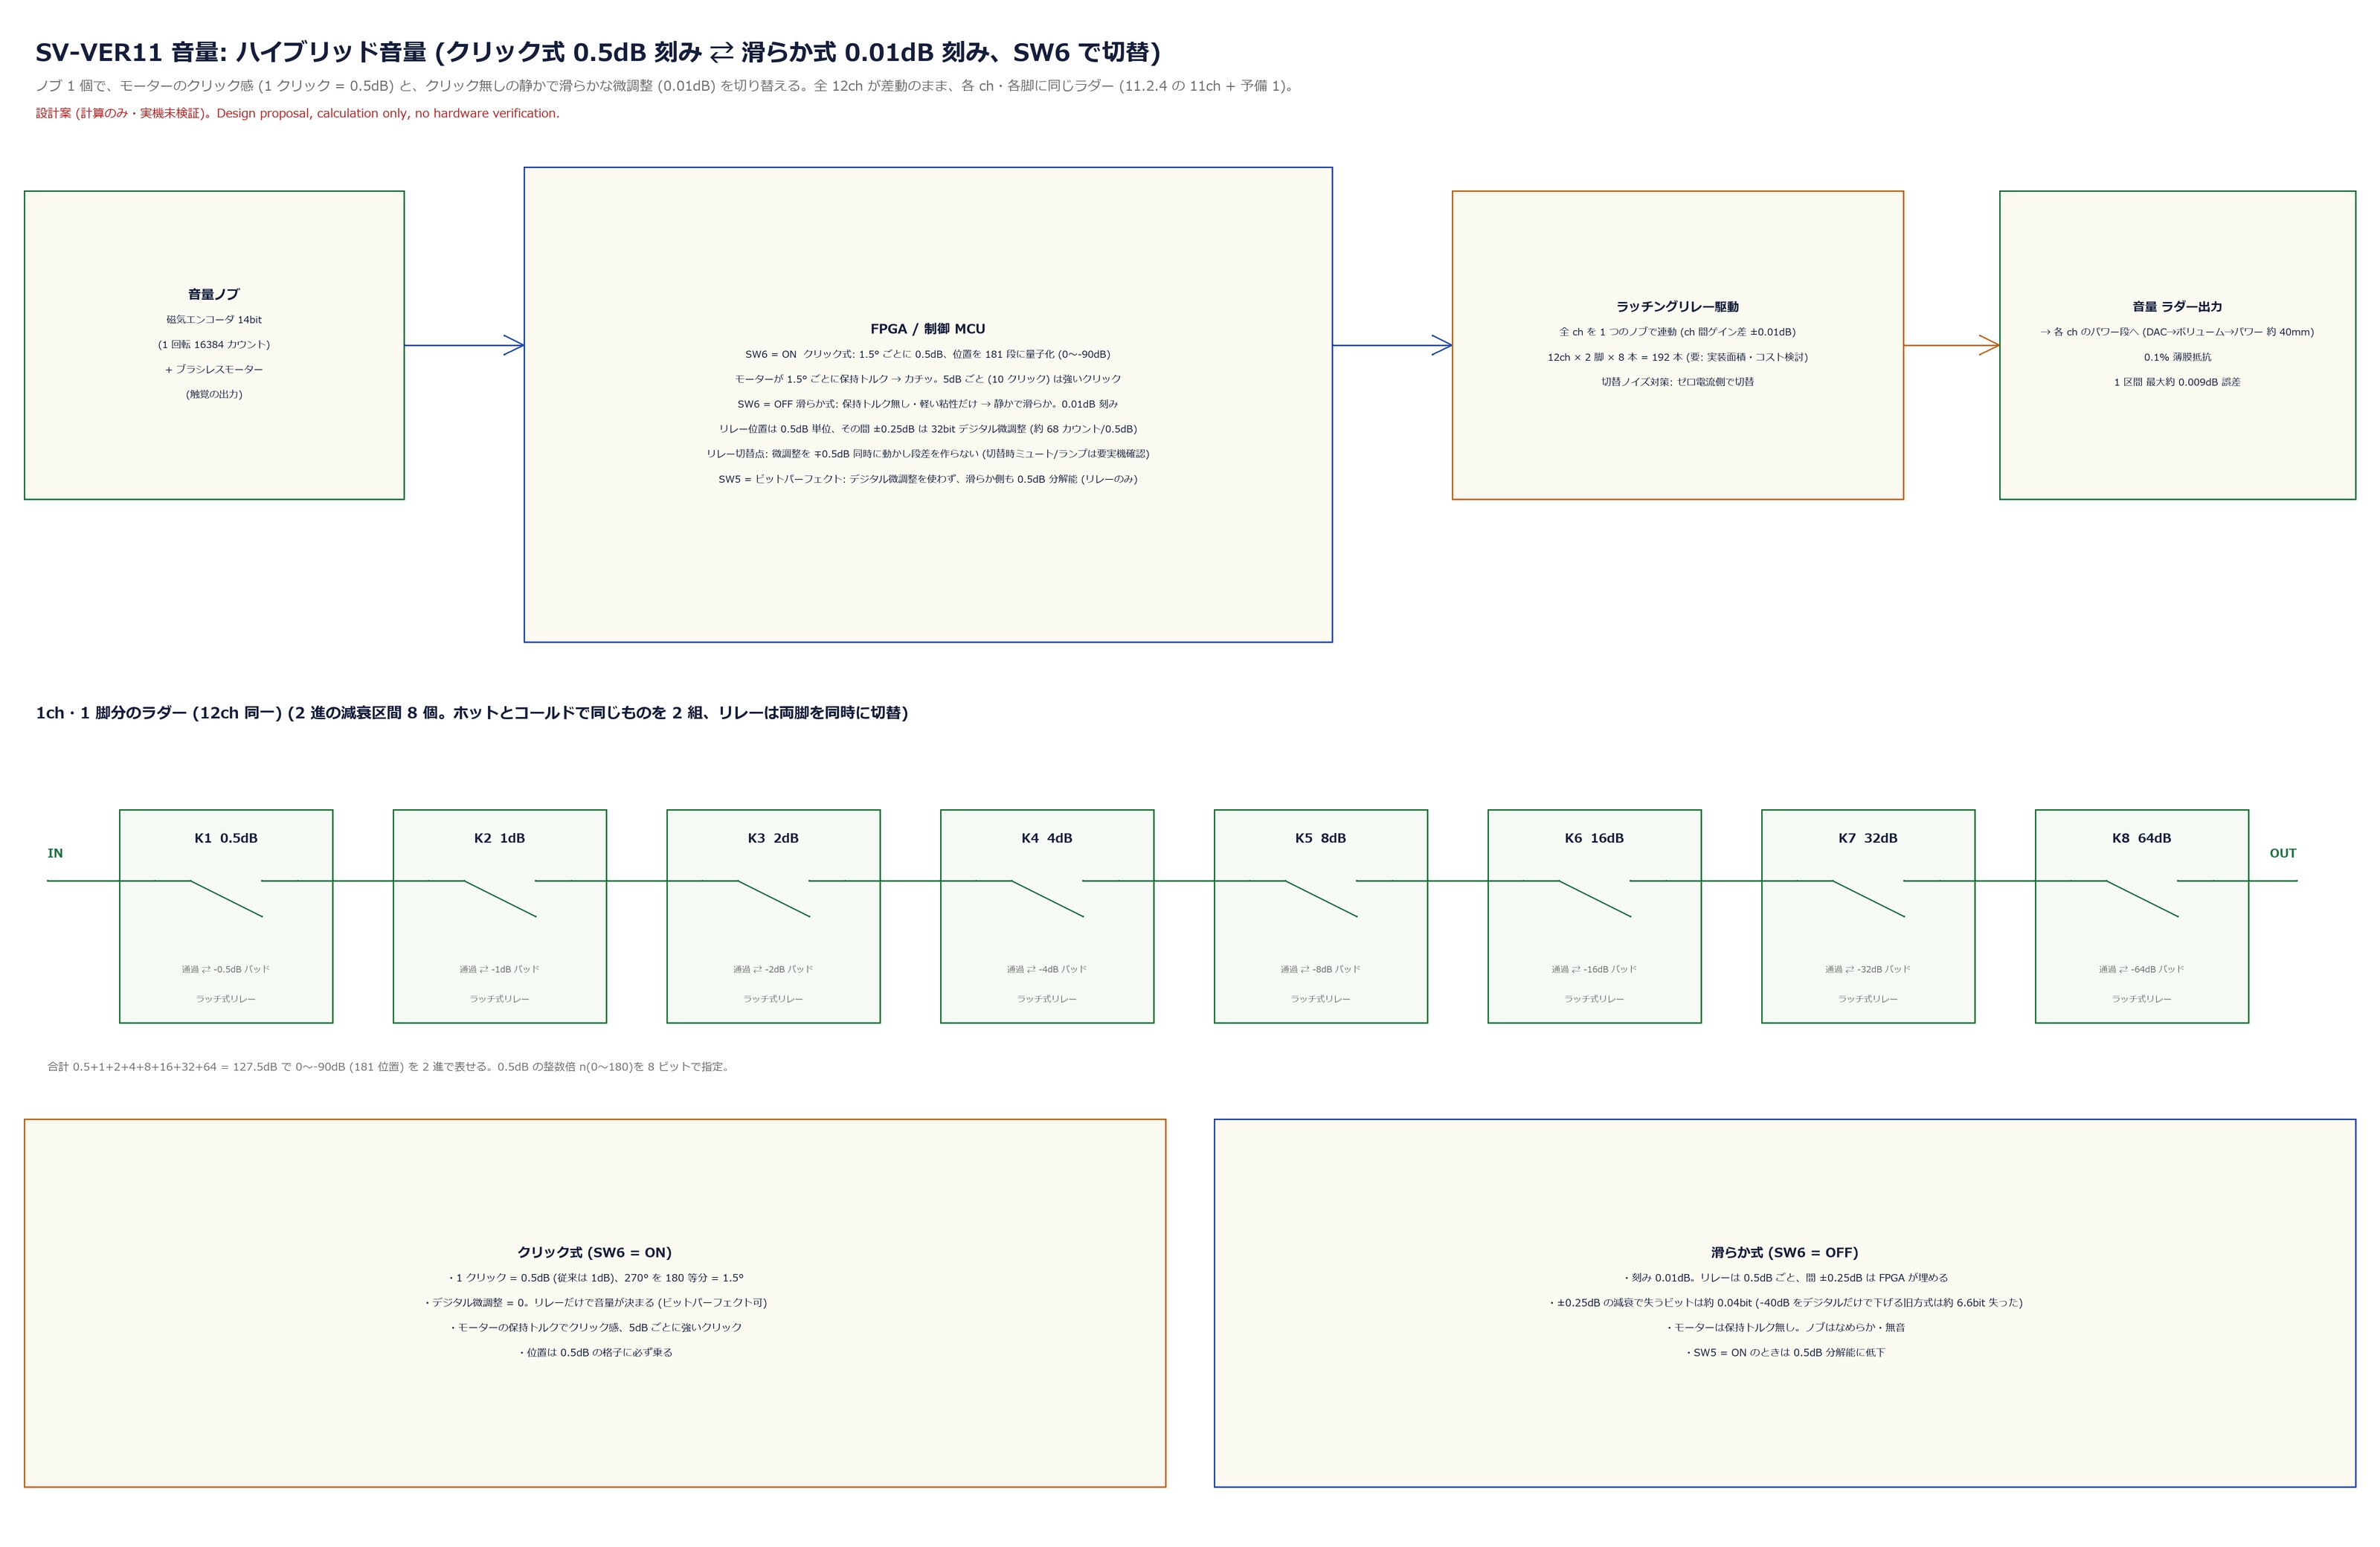 SV-VER11 音量: ハイブリッド音量 (クリック式 0.5dB 刻み ⇄ 滑らか式 0.01dB 刻み、SW6 で切替)
ノブ 1 個で、モーターのクリック感 (1 クリック = 0.5dB) と、クリック無しの静かで滑らかな微調整 (0.01dB) を切り替える。全 12ch が差動のまま、各 ch・各脚に同じラダー (11.2.4 の 11ch + 予備 1)。
設計案 (計算のみ・実機未検証)。Design proposal, calculation only, no hardware verification.
音量ノブ
磁気エンコーダ 14bit
(1 回転 16384 カウント)
+ ブラシレスモーター
(触覚の出力)
FPGA / 制御 MCU
SW6 = ON  クリック式: 1.5° ごとに 0.5dB、位置を 181 段に量子化 (0〜-90dB)
モーターが 1.5° ごとに保持トルク → カチッ。5dB ごと (10 クリック) は強いクリック
SW6 = OFF 滑らか式: 保持トルク無し・軽い粘性だけ → 静かで滑らか。0.01dB 刻み
リレー位置は 0.5dB 単位、その間 ±0.25dB は 32bit デジタル微調整 (約 68 カウント/0.5dB)
リレー切替点: 微調整を ∓0.5dB 同時に動かし段差を作らない (切替時ミュート/ランプは要実機確認)
SW5 = ビットパーフェクト: デジタル微調整を使わず、滑らか側も 0.5dB 分解能 (リレーのみ)
ラッチングリレー駆動
全 ch を 1 つのノブで連動 (ch 間ゲイン差 ±0.01dB)
12ch × 2 脚 × 8 本 = 192 本 (要: 実装面積・コスト検討)
切替ノイズ対策: ゼロ電流側で切替
音量 ラダー出力
→ 各 ch のパワー段へ (DAC→ボリューム→パワー 約 40mm)
0.1% 薄膜抵抗
1 区間 最大約 0.009dB 誤差
1ch・1 脚分のラダー (12ch 同一) (2 進の減衰区間 8 個。ホットとコールドで同じものを 2 組、リレーは両脚を同時に切替)
IN
K1  0.5dB
K2  1dB
K3  2dB
K4  4dB
K5  8dB
K6  16dB
K7  32dB
K8  64dB
OUT
通過 ⇄ -0.5dB パッド
通過 ⇄ -1dB パッド
通過 ⇄ -2dB パッド
通過 ⇄ -4dB パッド
通過 ⇄ -8dB パッド
通過 ⇄ -16dB パッド
通過 ⇄ -32dB パッド
通過 ⇄ -64dB パッド
ラッチ式リレー
ラッチ式リレー
ラッチ式リレー
ラッチ式リレー
ラッチ式リレー
ラッチ式リレー
ラッチ式リレー
ラッチ式リレー
合計 0.5+1+2+4+8+16+32+64 = 127.5dB で 0〜-90dB (181 位置) を 2 進で表せる。0.5dB の整数倍 n(0〜180)を 8 ビットで指定。
クリック式 (SW6 = ON)
・1 クリック = 0.5dB (従来は 1dB)、270° を 180 等分 = 1.5°
・デジタル微調整 = 0。リレーだけで音量が決まる (ビットパーフェクト可)
・モーターの保持トルクでクリック感、5dB ごとに強いクリック
・位置は 0.5dB の格子に必ず乗る
滑らか式 (SW6 = OFF)
・刻み 0.01dB。リレーは 0.5dB ごと、間 ±0.25dB は FPGA が埋める
・±0.25dB の減衰で失うビットは約 0.04bit (-40dB をデジタルだけで下げる旧方式は約 6.6bit 失った)
・モーターは保持トルク無し。ノブはなめらか・無音
・SW5 = ON のときは 0.5dB 分解能に低下